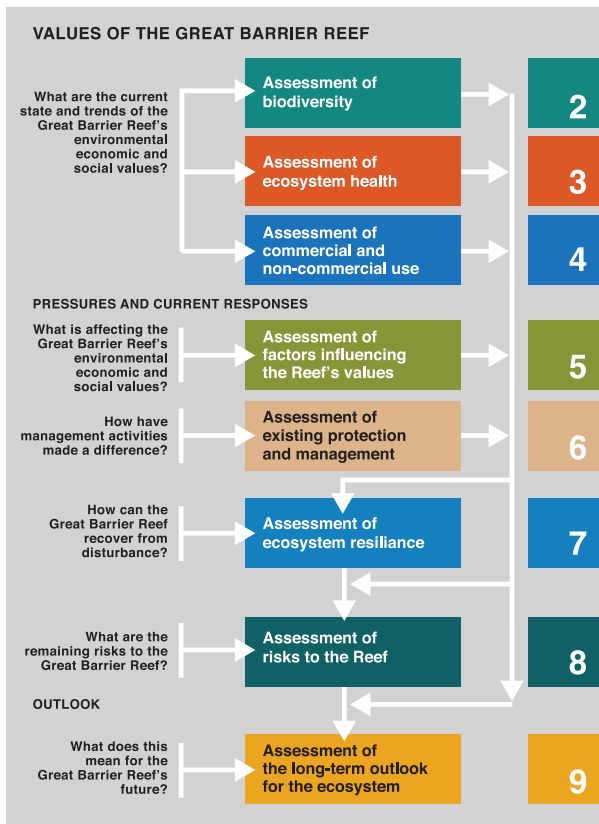 VALUES OF THE GREAT BARRIER REEF
What are the current
state and trends of the
Great Barrier Reef's
environmental
economic and
social values?
Assessment of
biodiversity
2
Assessment of
ecosystem health
3
Assessment of
commercial and
non-commercial use
4
PRESSURES AND CURRENT RESPONSES
What is affecting the
Great Barrier Reef's
environmental
economic and
social values?
Assessment of
factors influencing
the Reef's values
5
How have
management activities
made a difference?
Assessment of
existing protection
and management
6
How can the
Great Barrier Reef
recover from
disturbance?
Assessment of
ecosystem resiliance
7
What are the
remaining risks to the
Great Barrier Reef?
Assessment of
risks to the Reef
8
OUTLOOK
What does this
mean for the
Great Barrier Reef's
future?
Assessment of
the long-term outlook
for the ecosystem
9